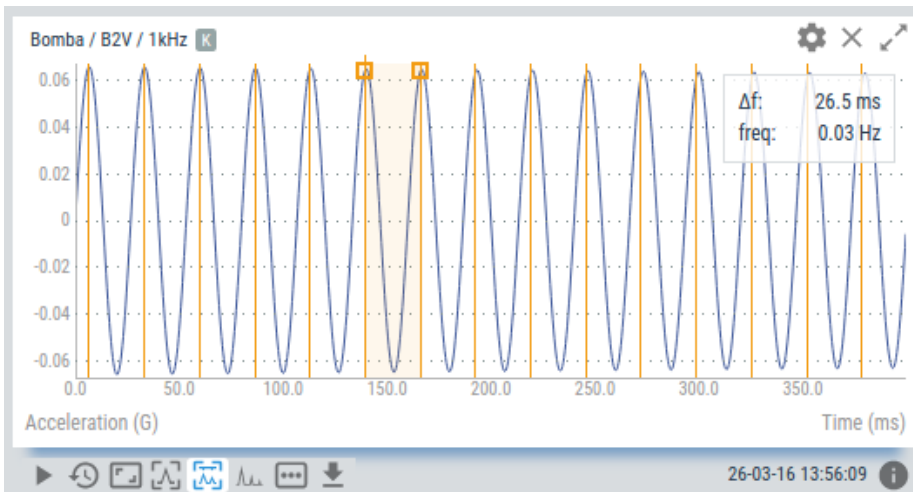 Bomba / B2V / 1kHz K
Δf: 26.5 ms
freq: 0.03 Hz
0.06
0.04
0.02
0
-0.02
-0.04
-0.06
0.0 50.0 100.0 150.0 200.0 250.0 300.0 350.0
Acceleration (G) Time (ms)
26-03-16 13:56:09